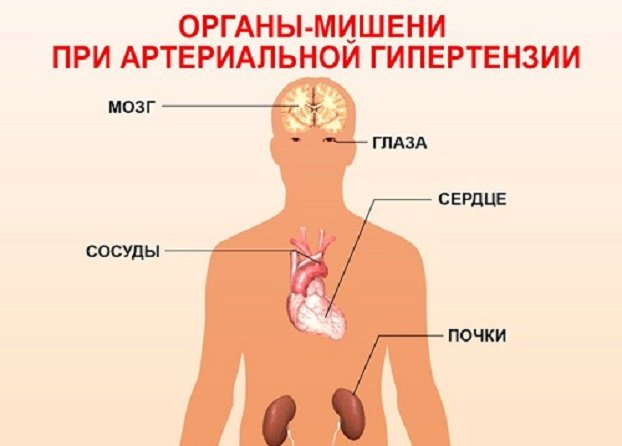 ОРГАНЫ-МИШЕНИ
ПРИ АРТЕРИАЛЬНОЙ ГИПЕРТЕНЗИИ
МОЗГ
ГЛАЗА
СЕРДЦЕ
СОСУДЫ
ПОЧКИ